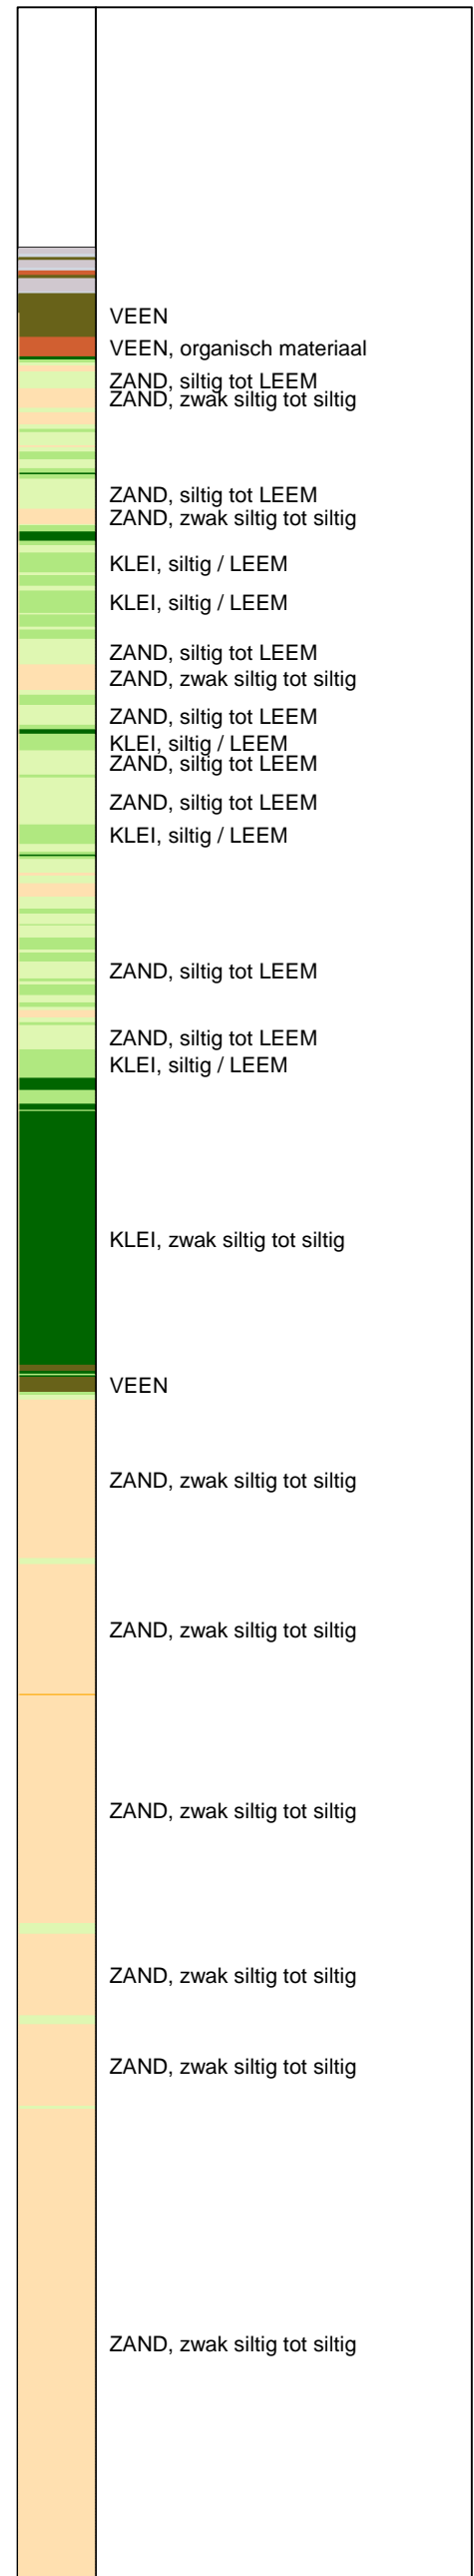 VEEN
VEEN, organisch materiaal
ZAND, siltig tot LEEM
ZAND, zwak siltig tot siltig
ZAND, siltig tot LEEM
ZAND, zwak siltig tot siltig
KLEI, siltig / LEEM
KLEI, siltig / LEEM
ZAND, siltig tot LEEM
ZAND, zwak siltig tot siltig
ZAND, siltig tot LEEM
KLEI, siltig / LEEM
ZAND, siltig tot LEEM
ZAND, siltig tot LEEM
KLEI, siltig / LEEM
ZAND, siltig tot LEEM
ZAND, siltig tot LEEM
KLEI, siltig / LEEM
KLEI, zwak siltig tot siltig
VEEN
ZAND, zwak siltig tot siltig
ZAND, zwak siltig tot siltig
ZAND, zwak siltig tot siltig
ZAND, zwak siltig tot siltig
ZAND, zwak siltig tot siltig
ZAND, zwak siltig tot siltig